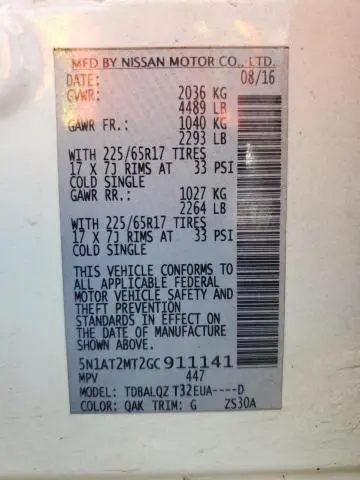 MFD BY NISSAN MOTOR CO., LTD.
DATE: 08/16
GVWR: 2036 KG
4489 LB
GAWR FR.: 1040 KG
2293 LB
WITH 225/65R17 TIRES
17 X 7J RIMS AT 33 PSI
COLD SINGLE
GAWR RR.: 1027 KG
2264 LB
WITH 225/65R17 TIRES
17 X 7J RIMS AT 33 PSI
COLD SINGLE
THIS VEHICLE CONFORMS TO
ALL APPLICABLE FEDERAL
MOTOR VEHICLE SAFETY AND
AND THEFT PREVENTION
STANDARDS IN EFFECT ON
THE DATE OF MANUFACTURE
SHOWN ABOVE.
5N1AT2MT2GC911141
MPV 447
MODEL: TDBALQZ T32EUA----D
COLOR: QAK TRIM: G ZS30A